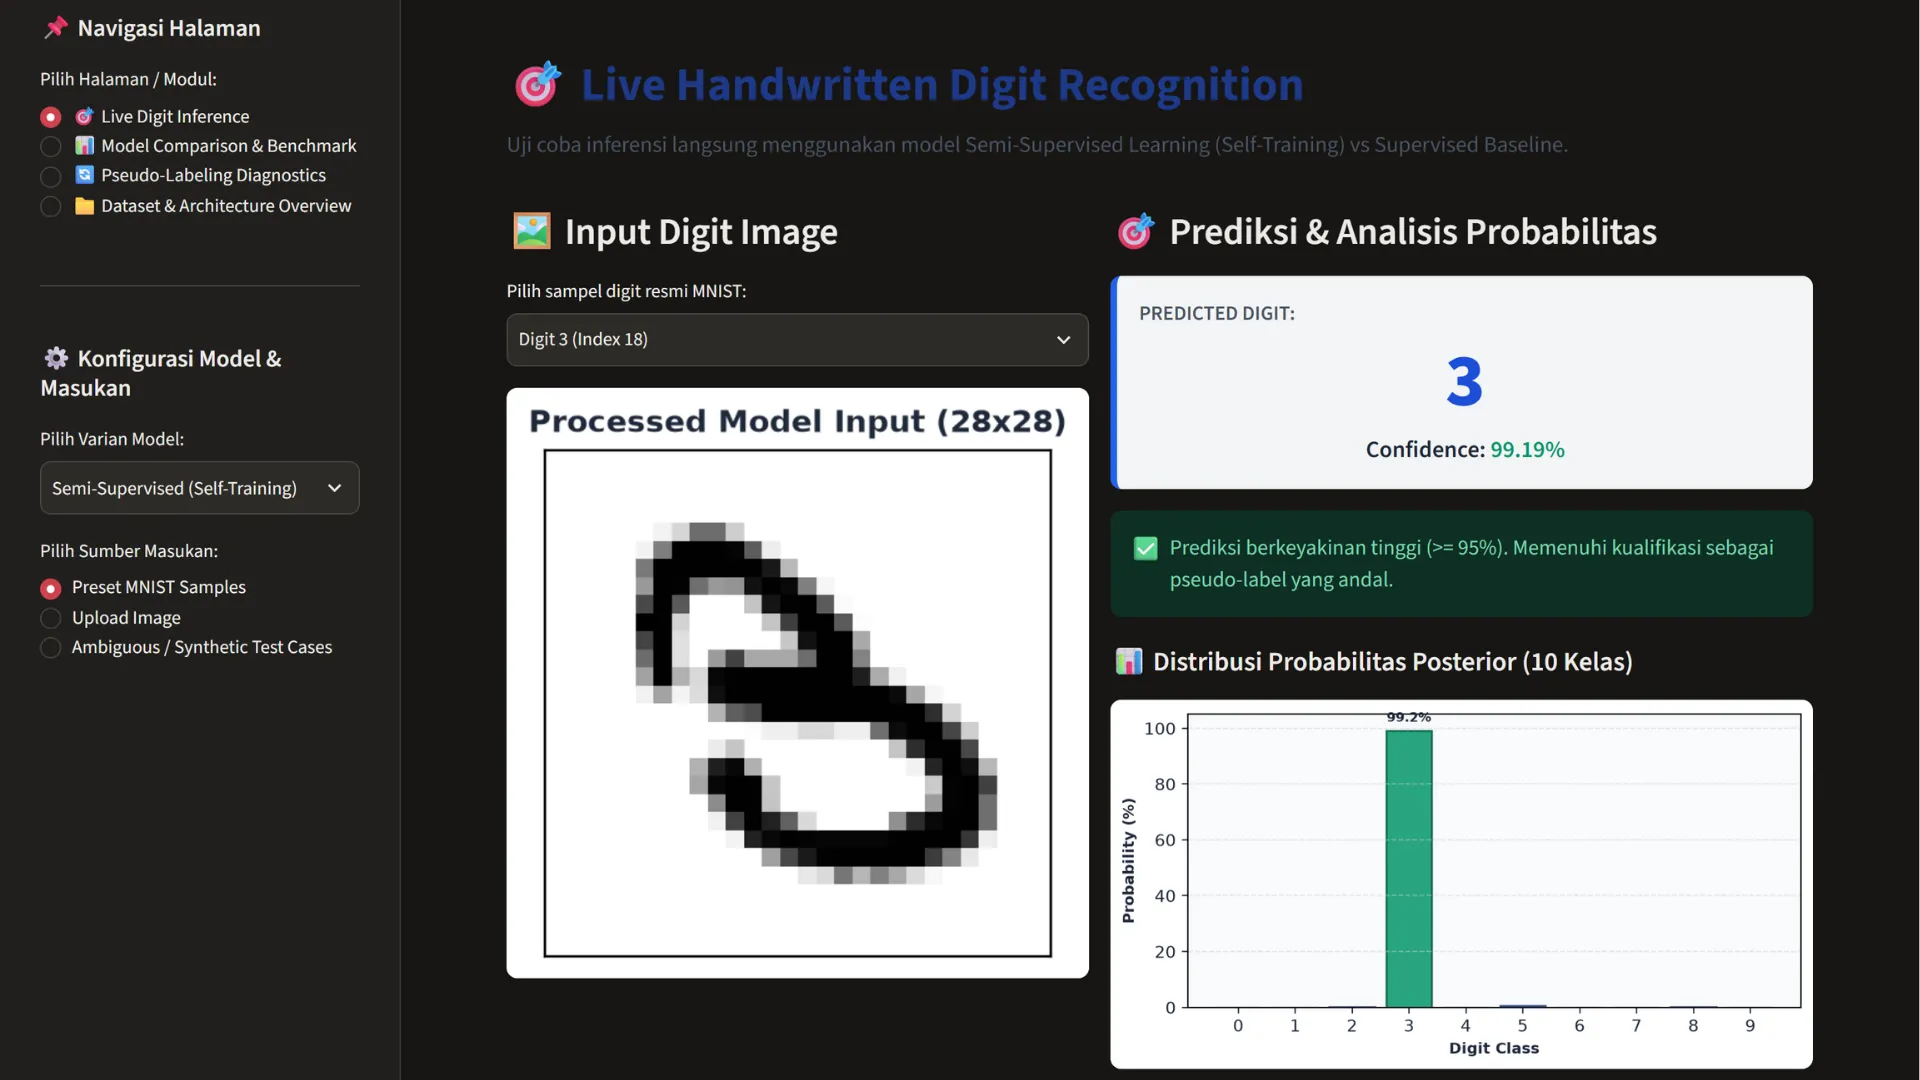 Navigasi Halaman
Pilih Halaman / Modul:
Live Digit Inference
Model Comparison & Benchmark
Pseudo-Labeling Diagnostics
Dataset & Architecture Overview
Konfigurasi Model &
Masukan
Pilih Varian Model:
Semi-Supervised (Self-Training)
Pilih Sumber Masukan:
Preset MNIST Samples
Upload Image
Ambiguous / Synthetic Test Cases
Live Handwritten Digit Recognition
Uji coba inferensi langsung menggunakan model Semi-Supervised Learning (Self-Training) vs Supervised Baseline.
Input Digit Image
Pilih sampel digit resmi MNIST:
Digit 3 (Index 18)
Processed Model Input (28x28)
3
Prediksi & Analisis Probabilitas
PREDICTED DIGIT:
3
Confidence: 99.19%
Prediksi berkeyakinan tinggi (>= 95%). Memenuhi kualifikasi sebagai
pseudo-label yang andal.
Distribusi Probabilitas Posterior (10 Kelas)
99.2%
100
80
60
40
20
0
Probability (%)
0 1 2 3 4 5 6 7 8 9
Digit Class